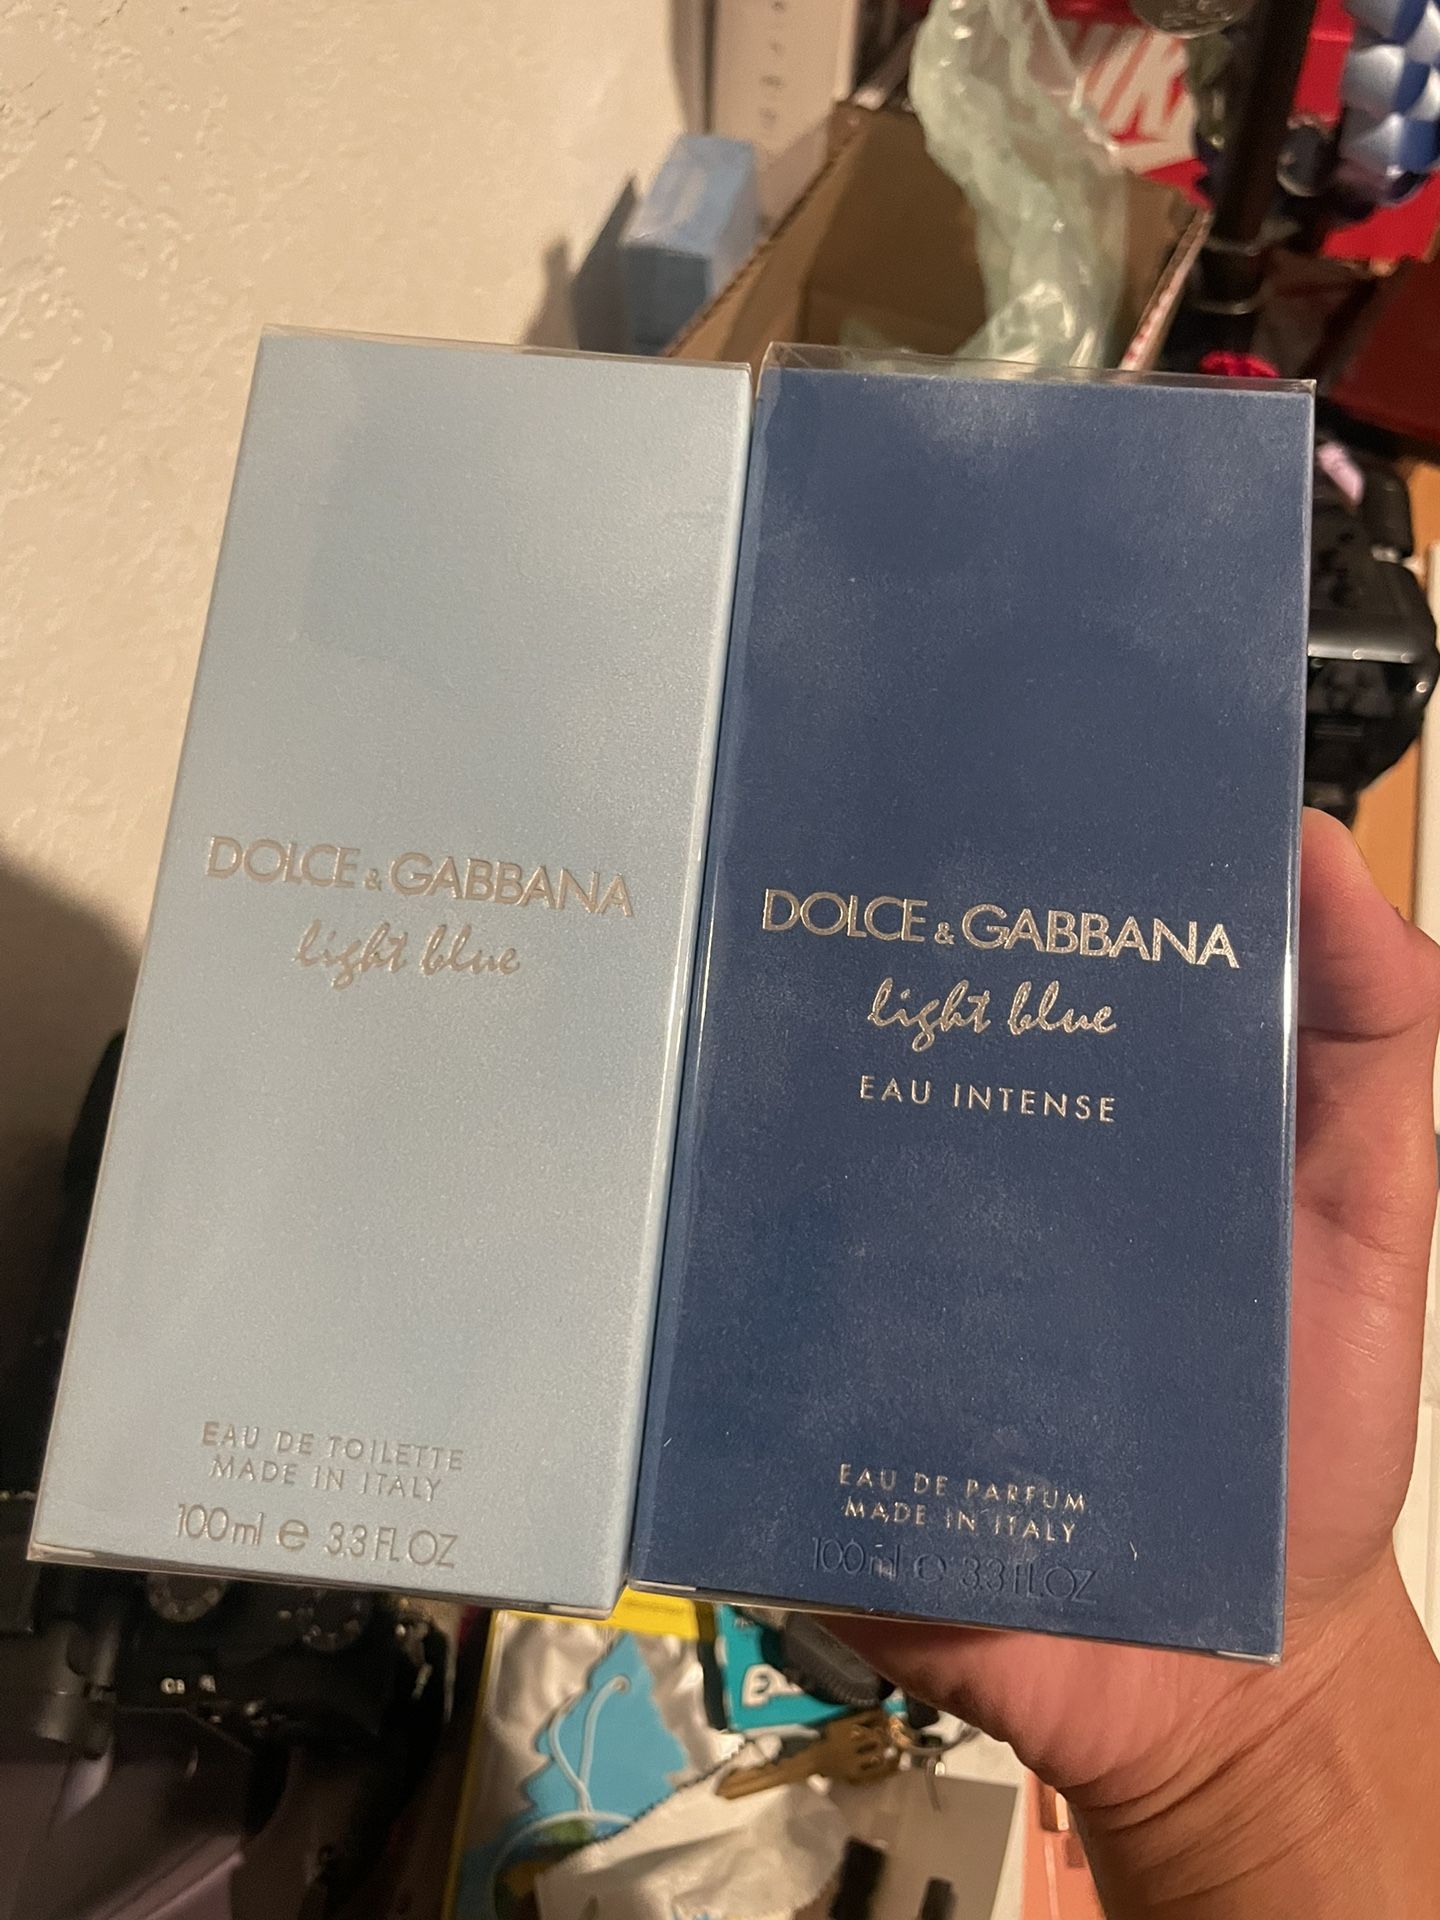 DOLCE & GABBANA
light blue
EAU DE TOILETTE
MADE IN ITALY
100ml e 3.3 FL OZ
DOLCE & GABBANA
light blue
EAU INTENSE
EAU DE PARFUM
MADE IN ITALY
100ml e 3.3 FL.OZ